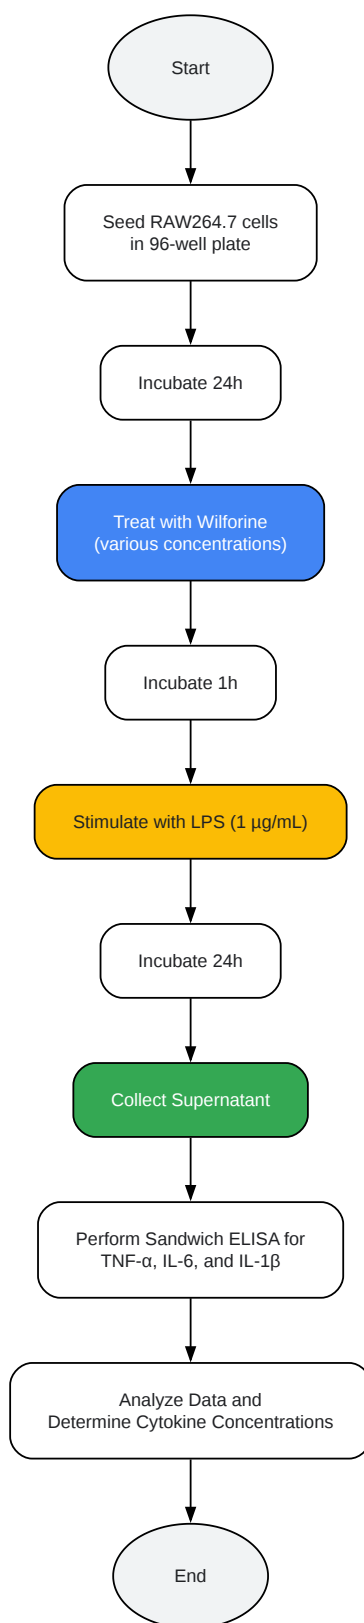 Start
Seed RAW264.7 cells
in 96-well plate
Incubate 24h
Treat with Wilforine
(various concentrations)
Incubate 1h
Stimulate with LPS (1 µg/mL)
Incubate 24h
Collect Supernatant
Perform Sandwich ELISA for
TNF-α, IL-6, and IL-1β
Analyze Data and
Determine Cytokine Concentrations
End